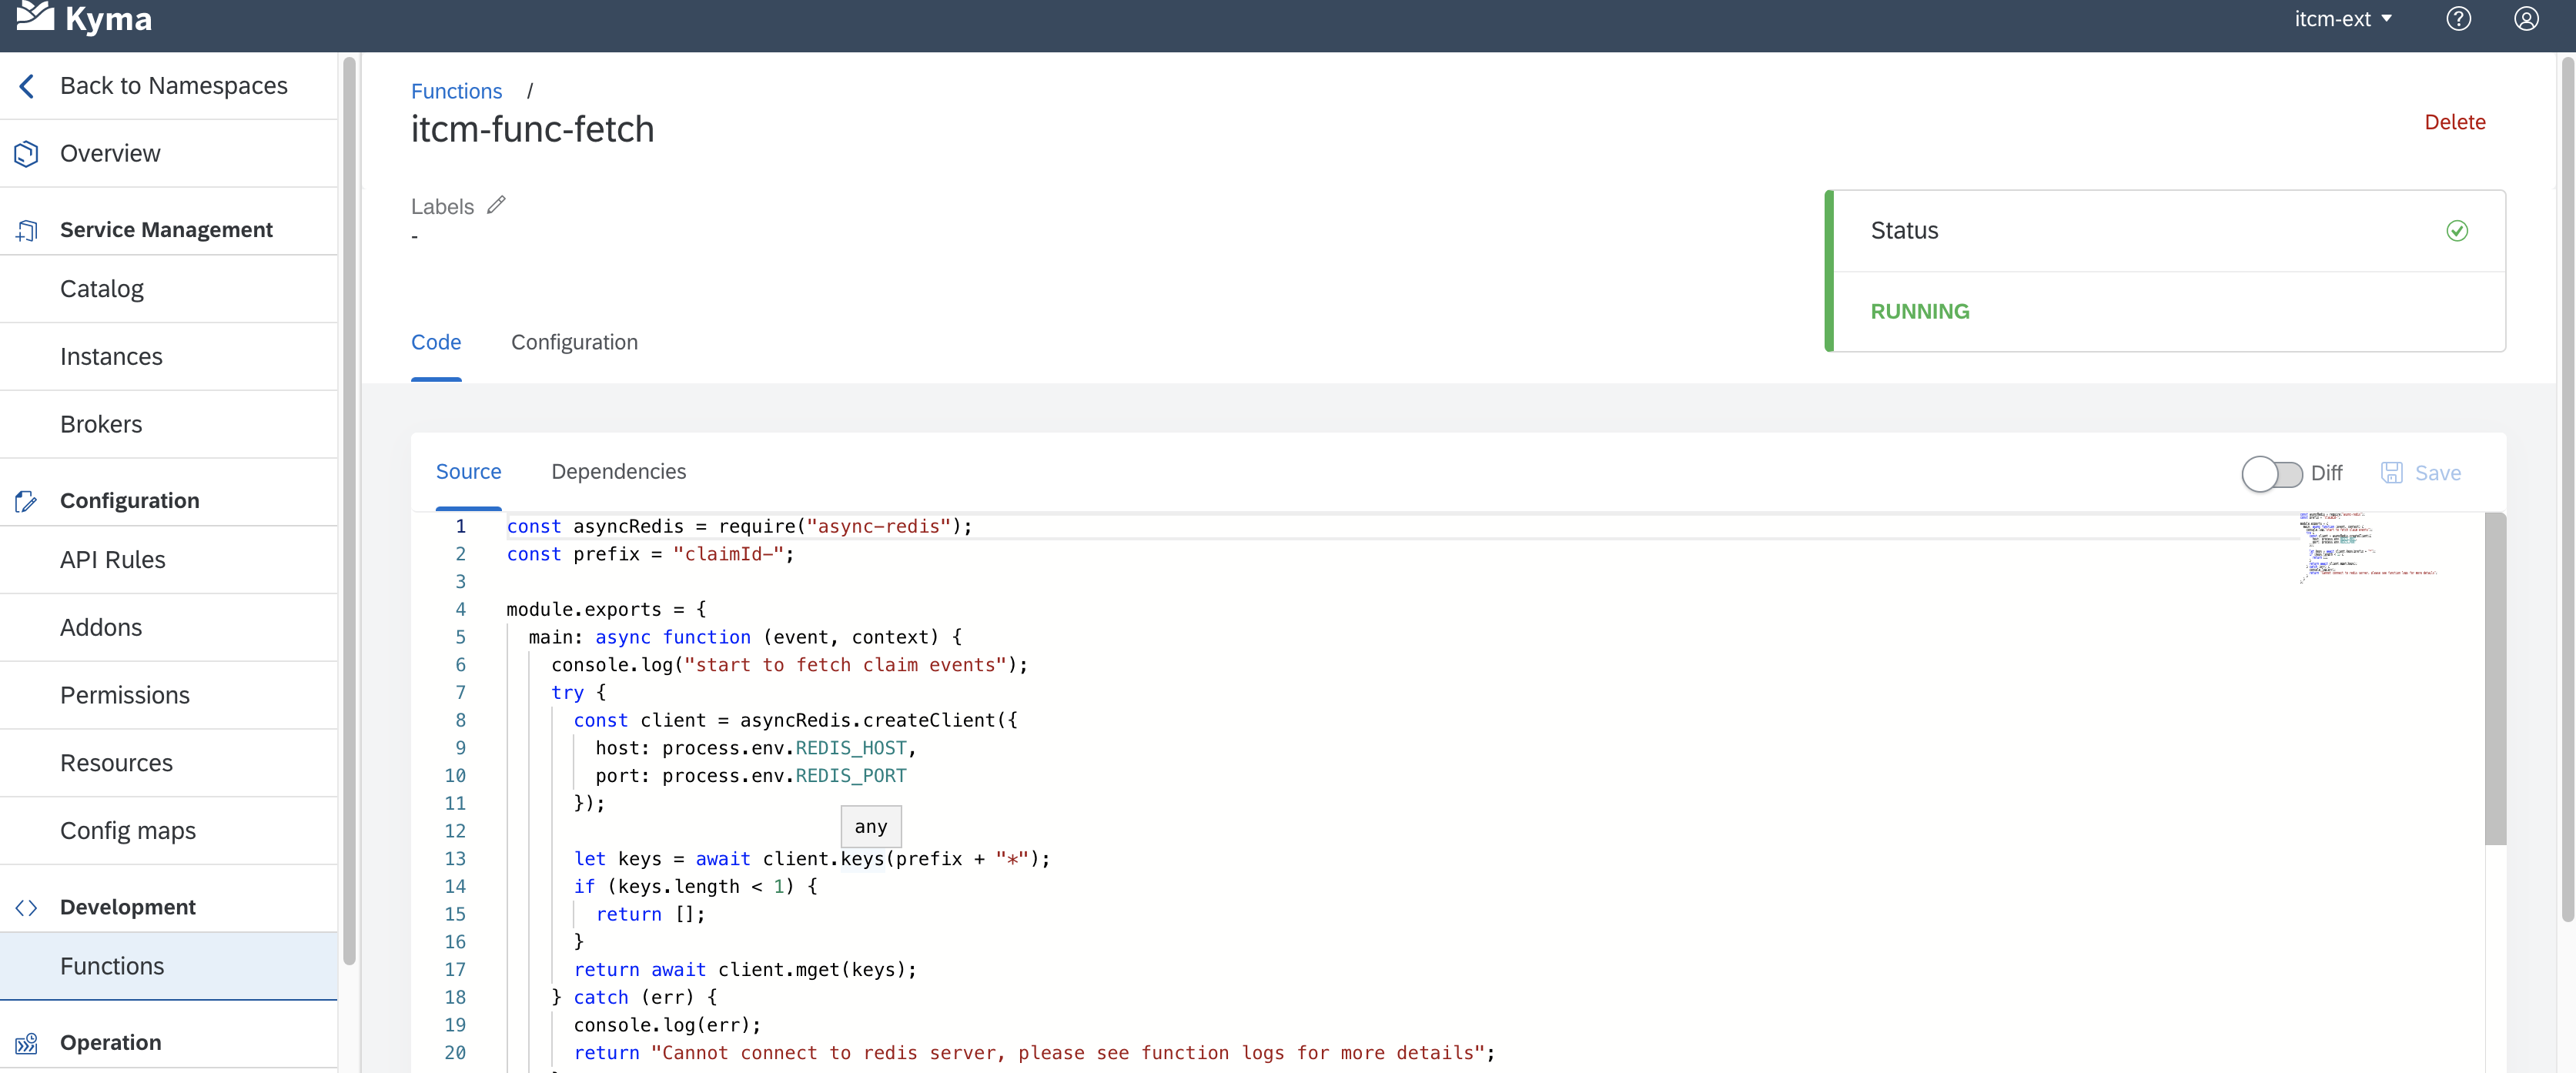 Kyma
itcm-ext
Back to Namespaces
Overview
Service Management
Catalog
Instances
Brokers
Configuration
API Rules
Addons
Permissions
Resources
Config maps
Development
Functions
Operation
Functions /
itcm-func-fetch
Delete
Labels
-
Status
RUNNING
Code Configuration
Source Dependencies
Diff Save
1 const asyncRedis = require("async-redis");
2 const prefix = "claimId-";
3
4 module.exports = {
5 main: async function (event, context) {
6 console.log("start to fetch claim events");
7 try {
8 const client = asyncRedis.createClient({
9 host: process.env.REDIS_HOST,
10 port: process.env.REDIS_PORT
11 });
any
12
13 let keys = await client.keys(prefix + "*");
14 if (keys.length < 1) {
15 return [];
16 }
17 return await client.mget(keys);
18 } catch (err) {
19 console.log(err);
20 return "Cannot connect to redis server, please see function logs for more details";